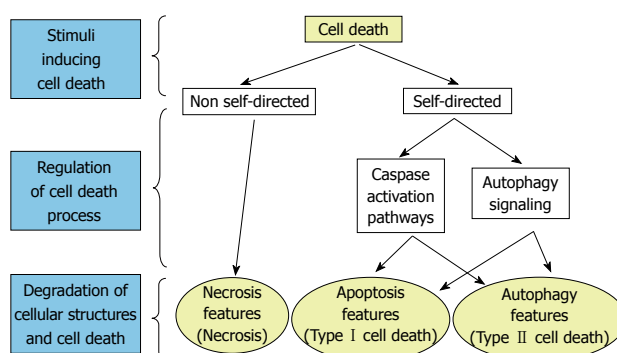 Cell death
Stimuli
inducing
cell death
Non self-directed
Self-directed
Regulation
of cell death
process
Caspase
activation
pathways
Autophagy
signaling
Degradation of
cellular structures
and cell death
Necrosis
features
(Necrosis)
Apoptosis
features
(Type Ⅰ cell death)
Autophagy
features
(Type Ⅱ cell death)